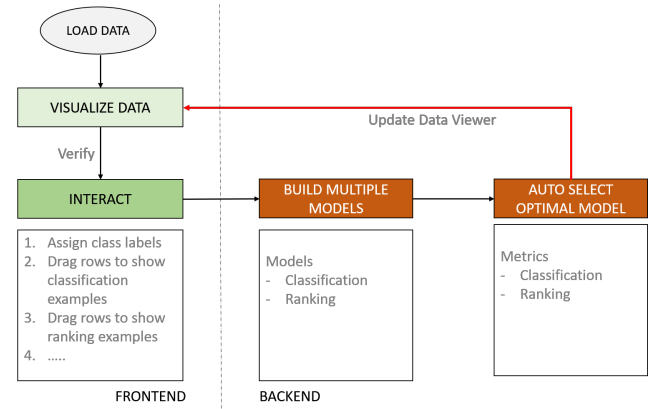 LOAD DATA
VISUALIZE DATA
Update Data Viewer
Verify
INTERACT
BUILD MULTIPLE
MODELS
AUTO SELECT
OPTIMAL MODEL
1. Assign class labels
2. Drag rows to show
classification
examples
3. Drag rows to show
ranking examples
4. .....
Models
- Classification
- Ranking
Metrics
- Classification
- Ranking
FRONTEND
BACKEND